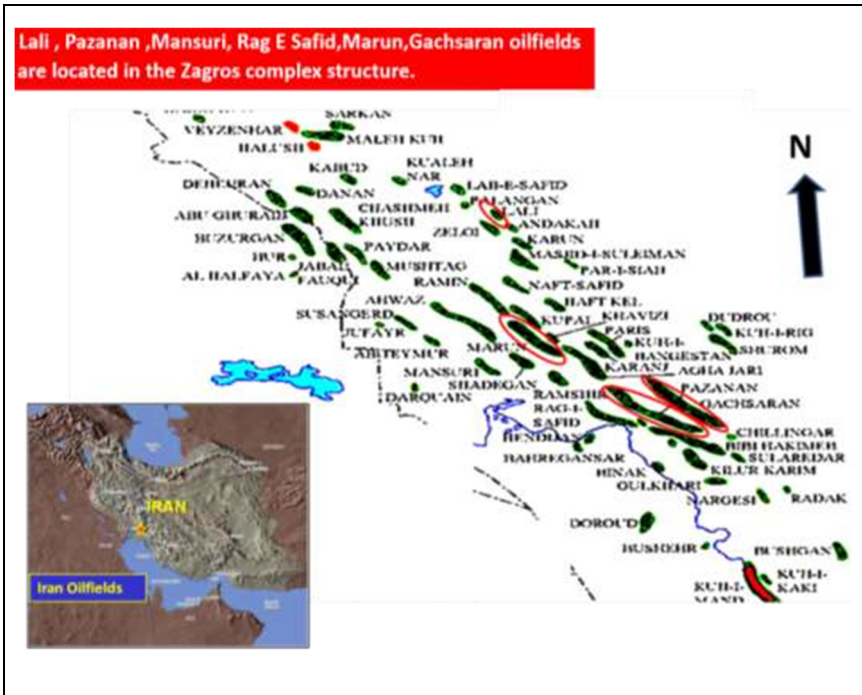 Lali , Pazanan ,Mansuri, Rag E Safid,Marun,Gachsaran oilfields
are located in the Zagros complex structure.
N
SARKAN
VEYZENHAR
MALEH KUH
HALUSH
KUALEH
NAR
KABUD
LAB-E-SAFID
DEHLURAN
DANAN
PALANGAN
CHASHMEH
KHUSH
LALI
ABU GHURAB
ANDAKAH
ZELOI
KARUN
BUZURGAN
PAYDAR
MASJID-I-SULEIMAN
HUR
JABAL
FAUQUI
MUSHTAG
PAR-I-SIAH
AL HALFAYA
RAMIN
NAFT-SAFID
AHWAZ
HAFT KEL
SUSANGERD
KHAVIZI
KUPAL
DUDROU
JUFAYR
PARIS
KUH-I-RIG
ABTEYMUR
MARUN
KUH-I-
BANGESTAN
SHUROM
MANSURI
KARANJ
AGHA JARI
SHADEGAN
PAZANAN
DARQUAIN
RAMSHIR
GACHSARAN
RAG-I-
SAFID
CHILLINGAR
HENDIJAN
BIBI HAKIMEH
BAHREGANSAR
SULABEDAR
BINAK
KILUR KARIM
GULKHARI
NARGESI
RADAK
DOROUD
BUSHEHR
BUSHGAN
KUH-I-
KAKI
KUH-I-
MAND
IRAN
Iran Oilfields